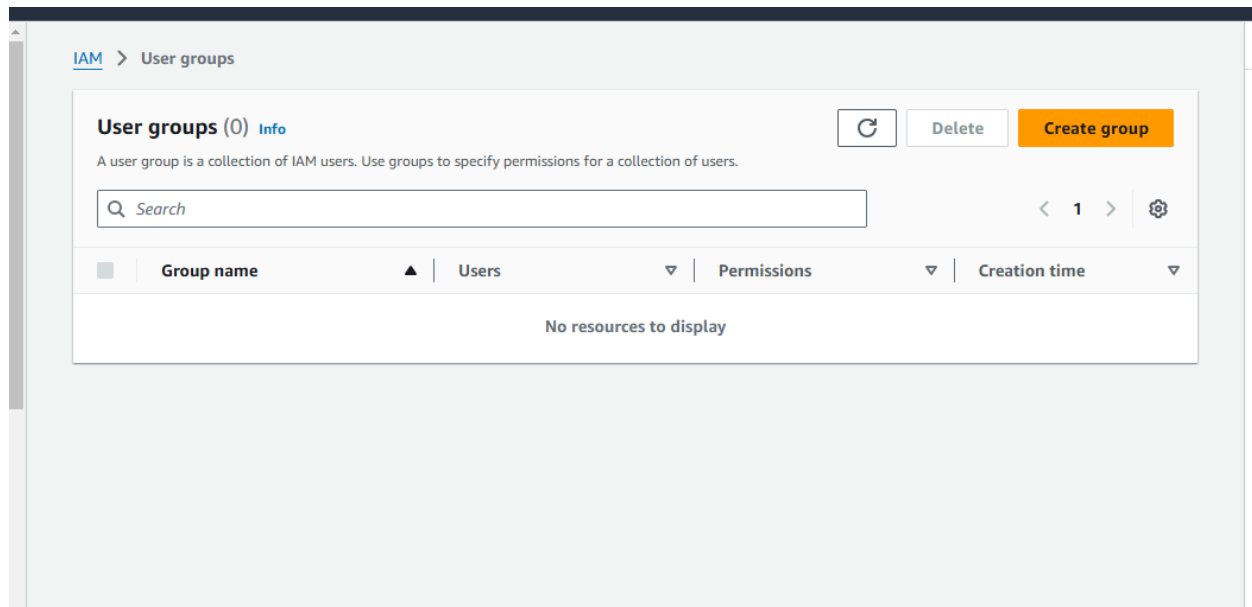 IAM > User groups
User groups (0) Info
Delete
Create group
A user group is a collection of IAM users. Use groups to specify permissions for a collection of users.
Search
< 1 >
Group name
Users
Permissions
Creation time
No resources to display